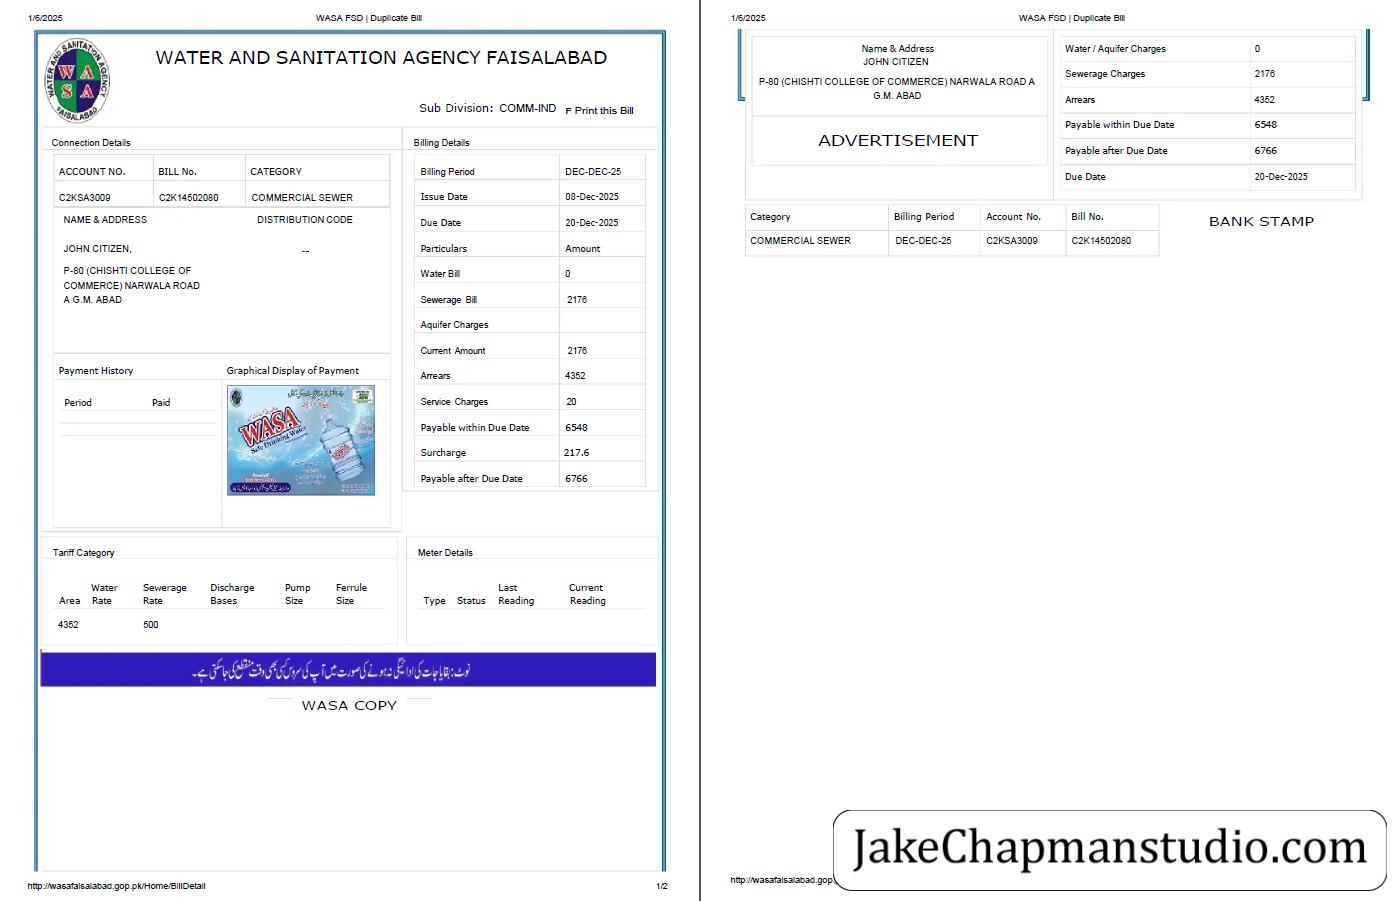 1/6/2025
WASA FSD | Duplicate Bill
WATER AND SANITATION AGENCY FAISALABAD
WATER AND SANITATION AGENCY
W A
S A
FAISALABAD
Sub Division: COMM-IND F Print this Bill
Connection Details
ACCOUNT NO. BILL No. CATEGORY
C2KSA3009 C2K14502080 COMMERCIAL SEWER
NAME & ADDRESS DISTRIBUTION CODE
JOHN CITIZEN, --
P-80 (CHISHTI COLLEGE OF
COMMERCE) NARWALA ROAD
A G.M. ABAD
Payment History Graphical Display of Payment
Period Paid
WASA
Safe Drinking Water
Billing Details
Billing Period DEC-DEC-25
Issue Date 08-Dec-2025
Due Date 20-Dec-2025
Particulars Amount
Water Bill 0
Sewerage Bill 2176
Aquifer Charges
Current Amount 2176
Arrears 4352
Service Charges 20
Payable within Due Date 6548
Surcharge 217.6
Payable after Due Date 6766
Tariff Category
Area Water Rate Sewerage Rate Discharge Bases Pump Size Ferrule Size
4352 500
Meter Details
Type Status Last Reading Current Reading
نوٹ: بقایاجات کی ادائیگی نہ ہونے کی صورت میں آپ کی سروس کسی بھی وقت منقطع کی جاسکتی ہے۔
WASA COPY
http://wasafaisalabad.gop.pk/Home/BillDetail 1/2
1/6/2025
WASA FSD | Duplicate Bill
Name & Address
JOHN CITIZEN
P-80 (CHISHTI COLLEGE OF COMMERCE) NARWALA ROAD A
G.M. ABAD
ADVERTISEMENT
Water / Aquifer Charges 0
Sewerage Charges 2176
Arrears 4352
Payable within Due Date 6548
Payable after Due Date 6766
Due Date 20-Dec-2025
Category Billing Period Account No. Bill No.
COMMERCIAL SEWER DEC-DEC-25 C2KSA3009 C2K14502080
BANK STAMP
http://wasafaisalabad.gop.
JakeChapmanstudio.com